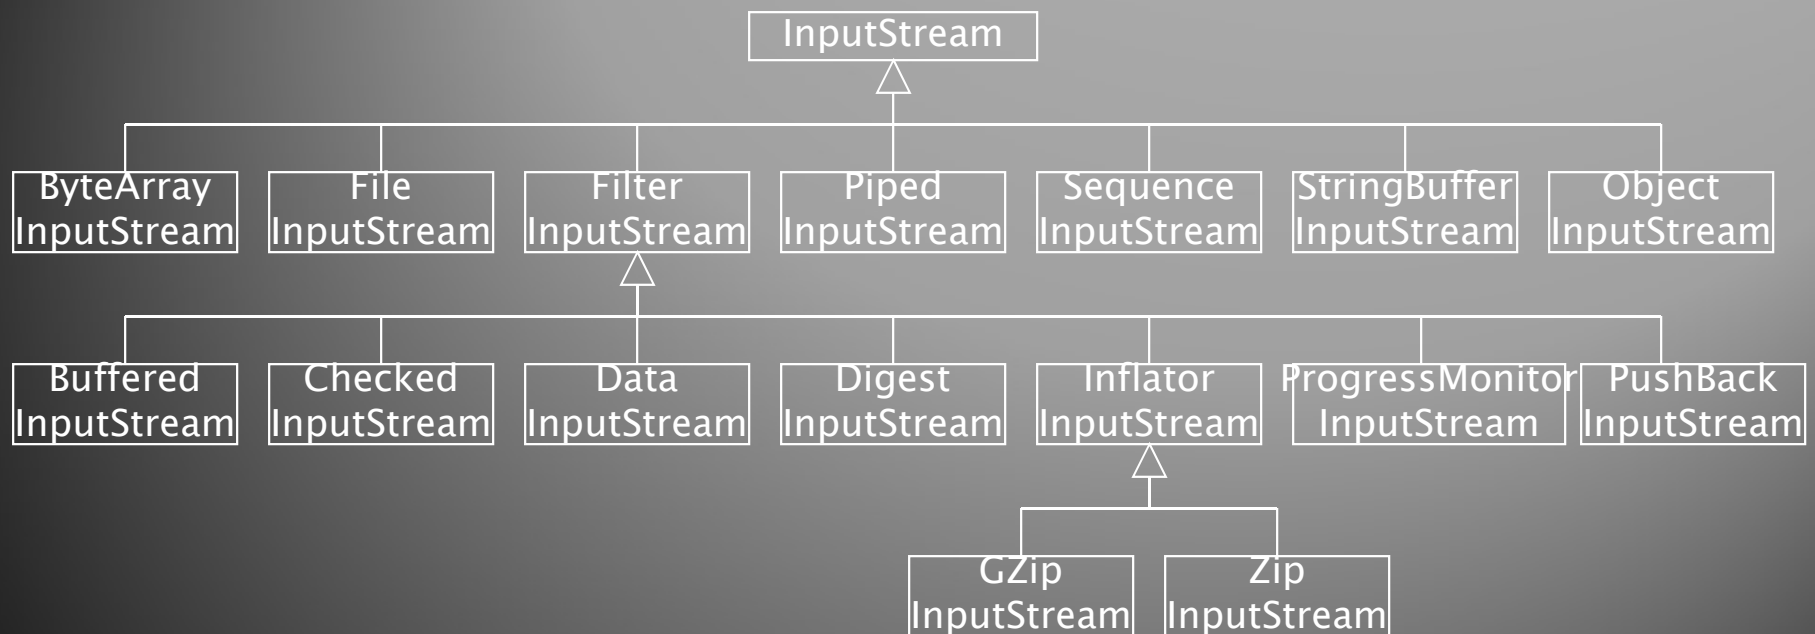 InputStream
ByteArray
InputStream
File
InputStream
Filter
InputStream
Piped
InputStream
Sequence
InputStream
StringBuffer
InputStream
Object
InputStream
Buffered
InputStream
Checked
InputStream
Data
InputStream
Digest
InputStream
Inflator
InputStream
ProgressMonitor
InputStream
PushBack
InputStream
GZip
InputStream
Zip
InputStream